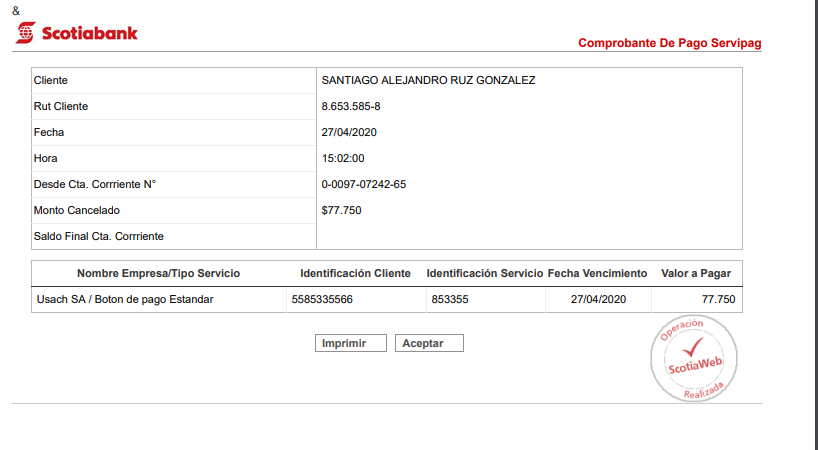 &
Scotiabank
Comprobante De Pago Servipag
Cliente SANTIAGO ALEJANDRO RUZ GONZALEZ
Rut Cliente 8.653.585-8
Fecha 27/04/2020
Hora 15:02:00
Desde Cta. Corrriente N° 0-0097-07242-65
Monto Cancelado $77.750
Saldo Final Cta. Corrriente
Nombre Empresa/Tipo Servicio Identificación Cliente Identificación Servicio Fecha Vencimiento Valor a Pagar
Usach SA / Boton de pago Estandar 5585335566 853355 27/04/2020 77.750
Imprimir Aceptar
Operación
ScotiaWeb
Realizada